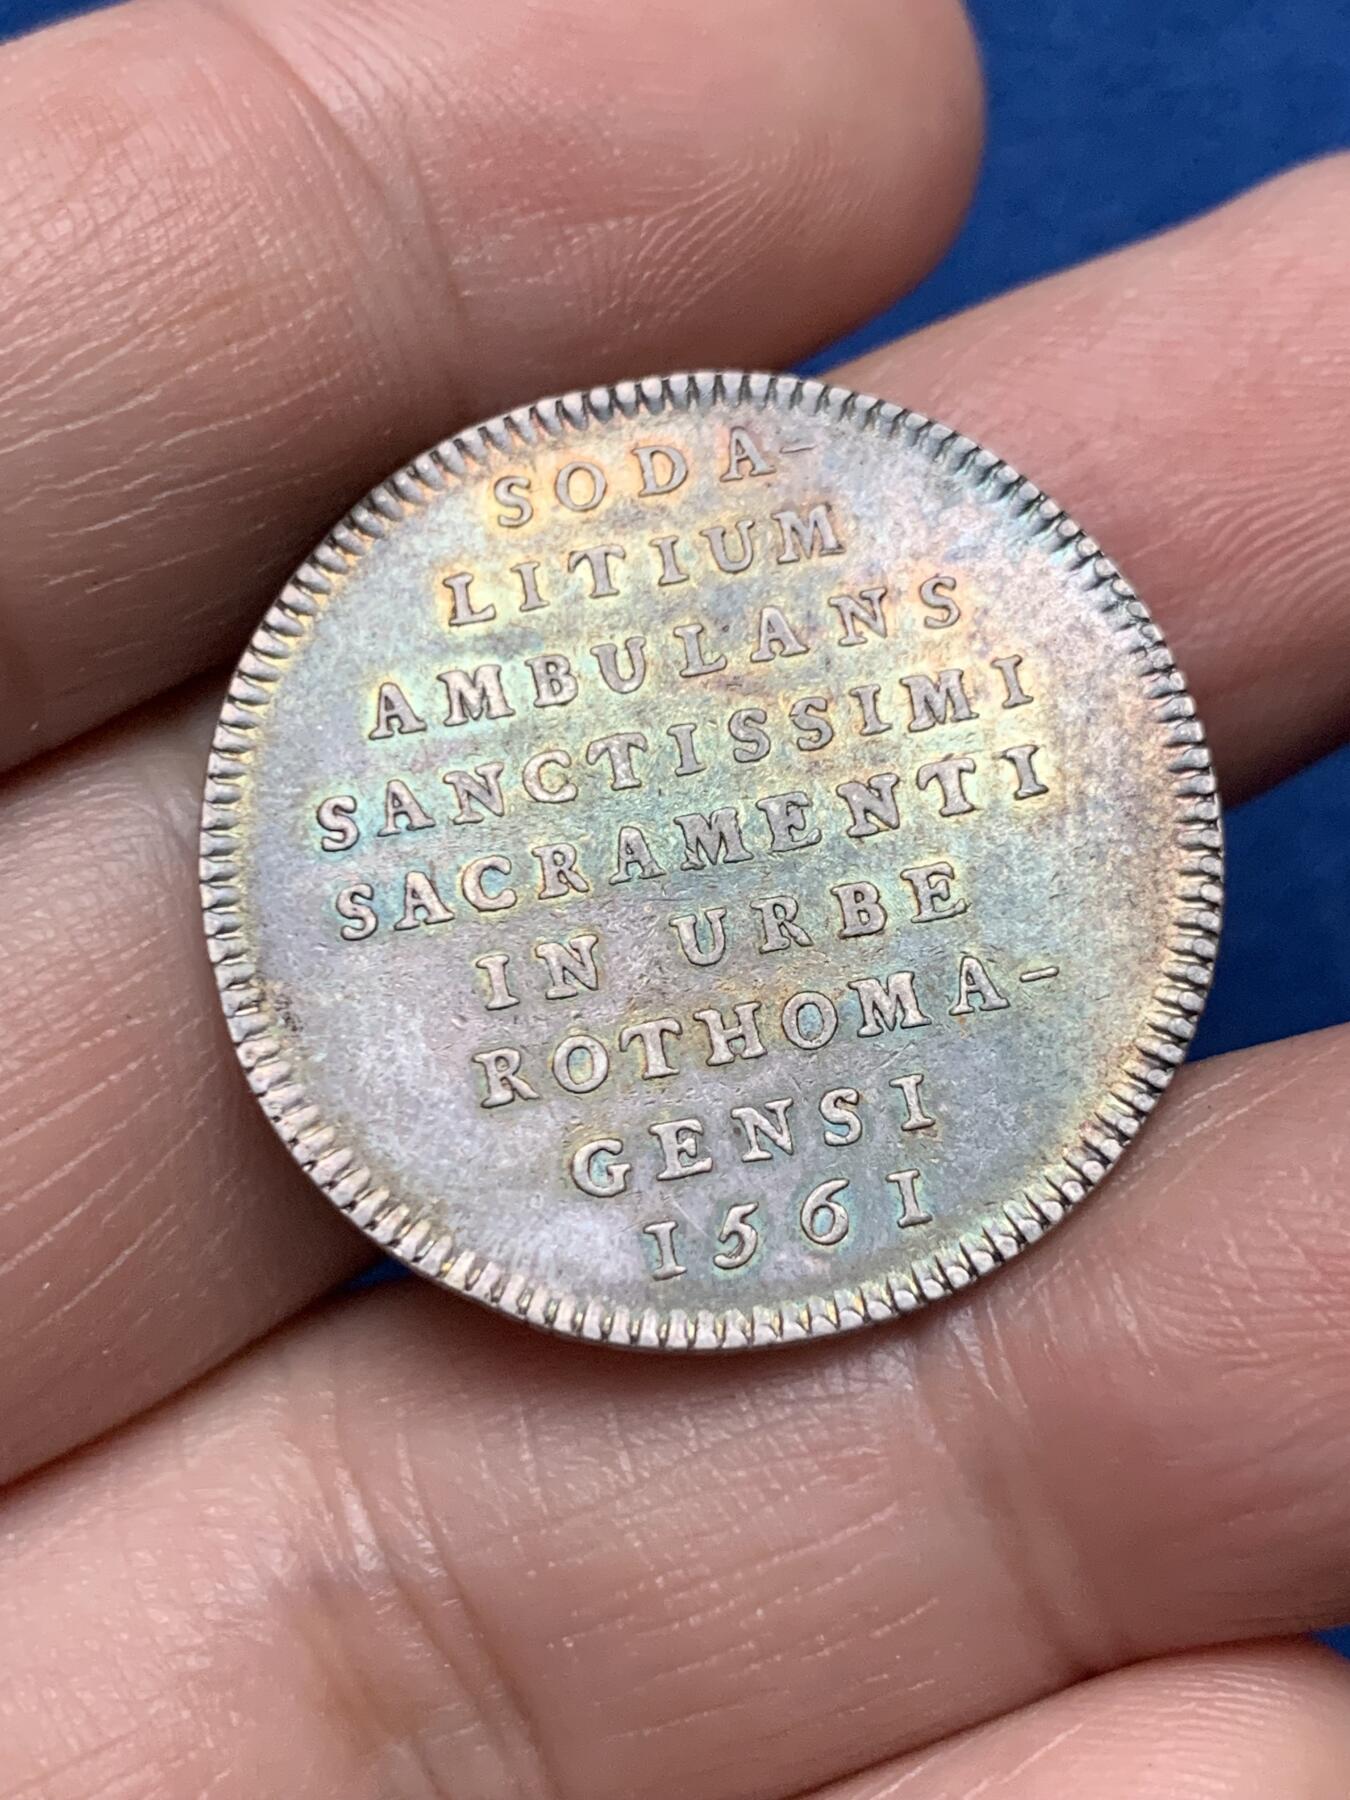 SODA-
LITIUM
AMBULANS
SANCTISSIMI
SACRAMENTI
IN URBE
ROTHOMA-
GENSI
1561